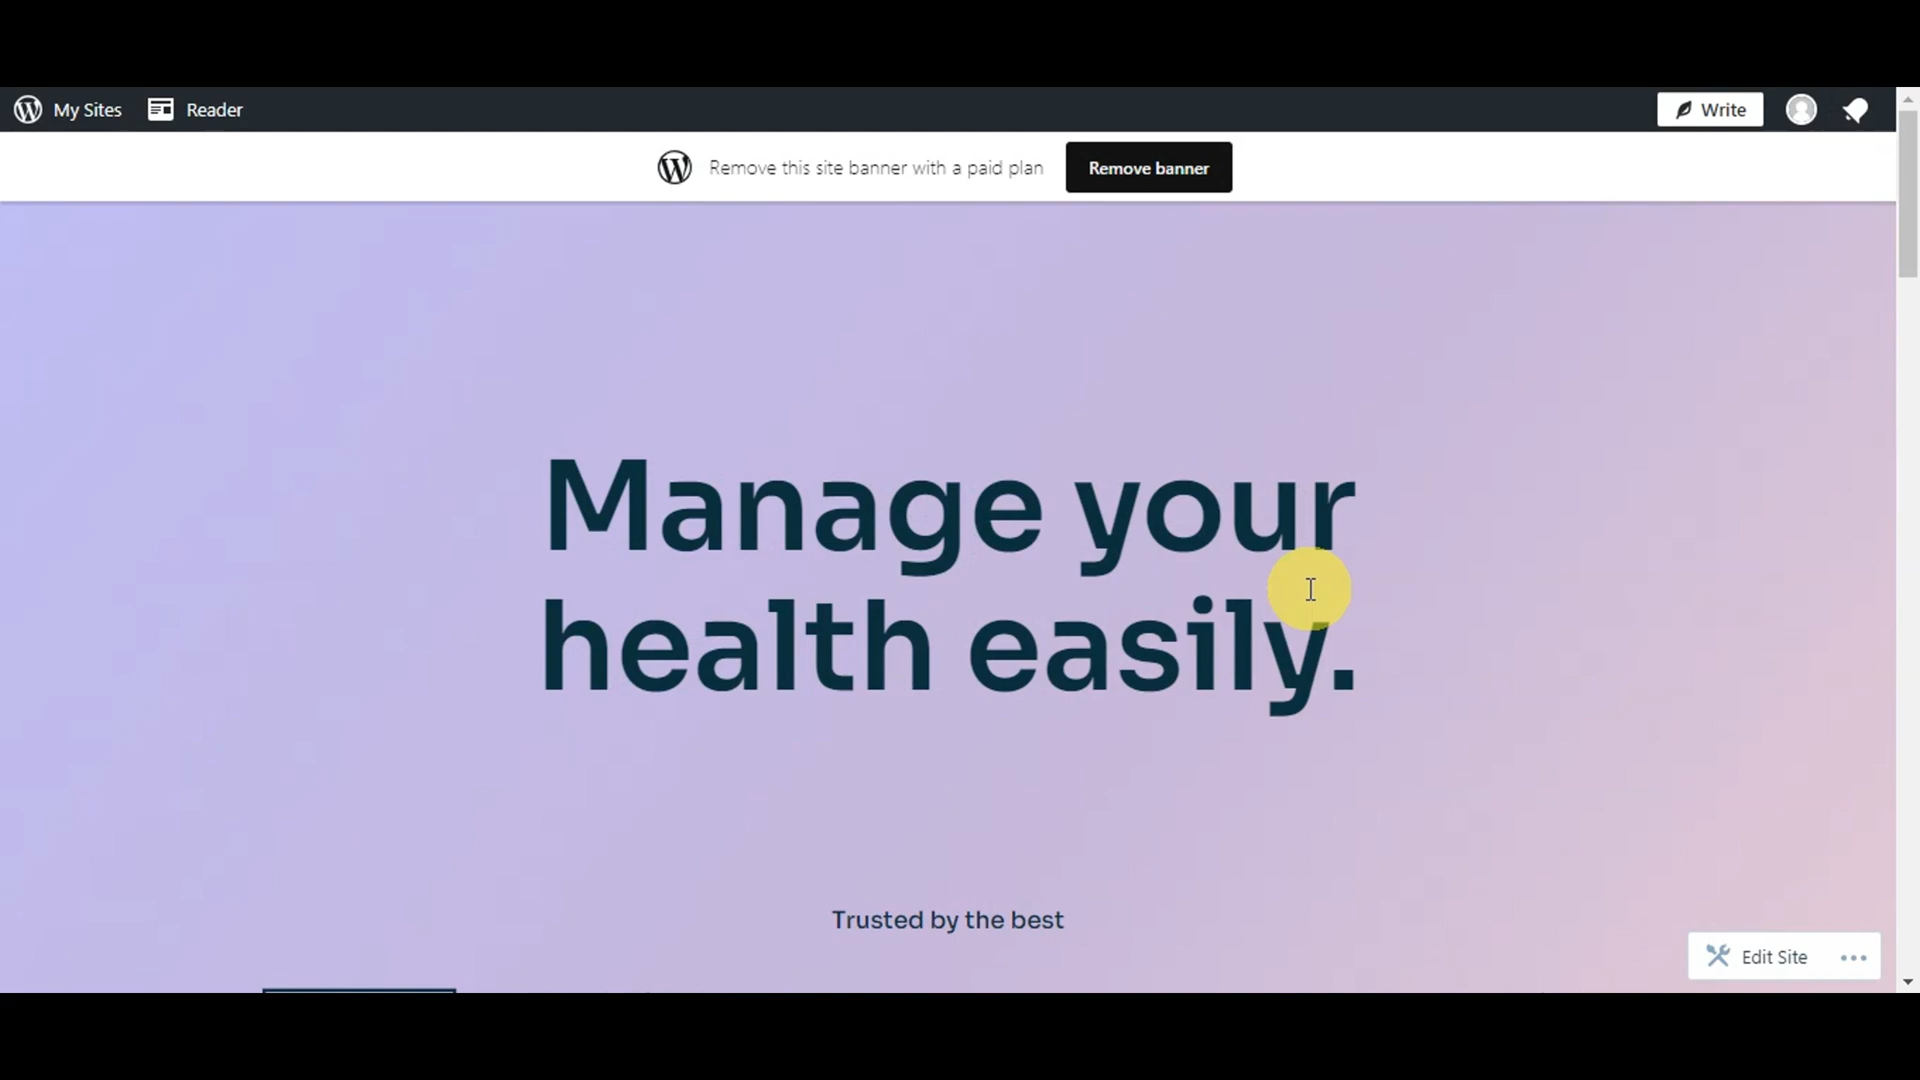 My Sites
Reader
Write
Remove this site banner with a paid plan
Remove banner
Manage your
health easily.
Trusted by the best
Edit Site